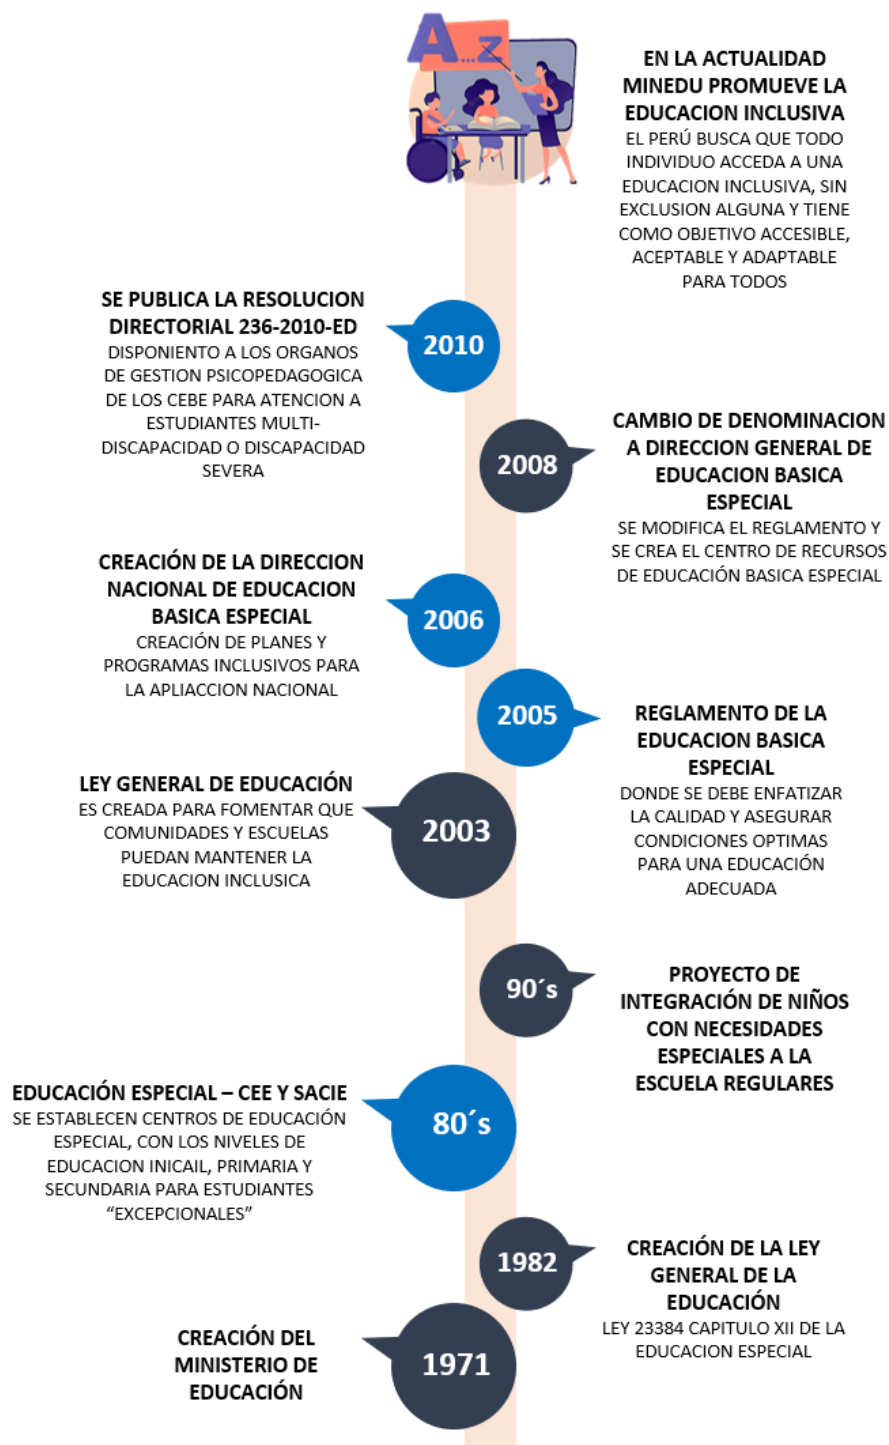 A...Z
EN LA ACTUALIDAD
MINEDU PROMUEVE LA
EDUCACION INCLUSIVA
EL PERÚ BUSCA QUE TODO
INDIVIDUO ACCEDA A UNA
EDUCACION INCLUSIVA, SIN
EXCLUSION ALGUNA Y TIENE
COMO OBJETIVO ACCESIBLE,
ACEPTABLE Y ADAPTABLE
PARA TODOS
SE PUBLICA LA RESOLUCION
DIRECTORIAL 236-2010-ED
DISPONIENTO A LOS ORGANOS
DE GESTION PSICOPEDAGOGICA
DE LOS CEBE PARA ATENCION A
ESTUDIANTES MULTI-
DISCAPACIDAD O DISCAPACIDAD
SEVERA
2010
2008
CAMBIO DE DENOMINACION
A DIRECCION GENERAL DE
EDUCACION BASICA
ESPECIAL
SE MODIFICA EL REGLAMENTO Y
SE CREA EL CENTRO DE RECURSOS
DE EDUCACIÓN BASICA ESPECIAL
CREACIÓN DE LA DIRECCION
NACIONAL DE EDUCACION
BASICA ESPECIAL
CREACIÓN DE PLANES Y
PROGRAMAS INCLUSIVOS PARA
LA APLIACCION NACIONAL
2006
2005
REGLAMENTO DE LA
EDUCACION BASICA
ESPECIAL
DONDE SE DEBE ENFATIZAR
LA CALIDAD Y ASEGURAR
CONDICIONES OPTIMAS
PARA UNA EDUCACIÓN
ADECUADA
LEY GENERAL DE EDUCACIÓN
ES CREADA PARA FOMENTAR QUE
COMUNIDADES Y ESCUELAS
PUEDAN MANTENER LA
EDUCACION INCLUSICA
2003
90´s
PROYECTO DE
INTEGRACIÓN DE NIÑOS
CON NECESIDADES
ESPECIALES A LA
ESCUELA REGULARES
EDUCACIÓN ESPECIAL – CEE Y SACIE
SE ESTABLECEN CENTROS DE EDUCACIÓN
ESPECIAL, CON LOS NIVELES DE
EDUCACION INICAIL, PRIMARIA Y
SECUNDARIA PARA ESTUDIANTES
“EXCEPCIONALES”
80´s
1982
CREACIÓN DE LA LEY
GENERAL DE LA
EDUCACIÓN
LEY 23384 CAPITULO XII DE LA
EDUCACION ESPECIAL
CREACIÓN DEL
MINISTERIO DE
EDUCACIÓN
1971